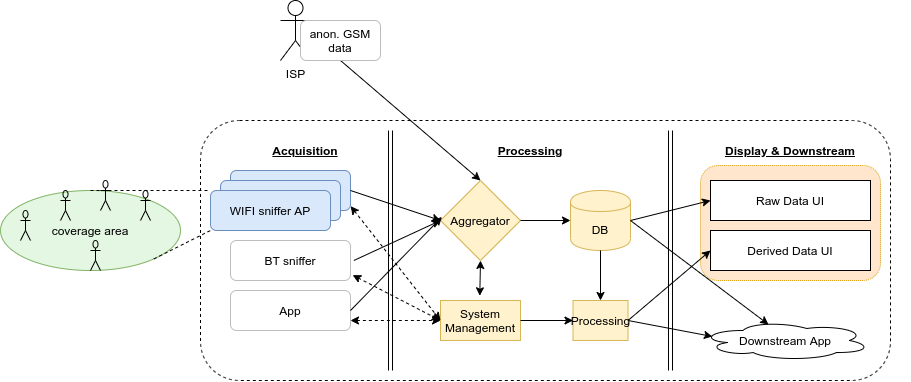 anon. GSM
data
ISP
Acquisition
Processing
Display & Downstream
WIFI sniffer AP
coverage area
BT sniffer
App
Aggregator
DB
System
Management
Processing
Raw Data UI
Derived Data UI
Downstream App